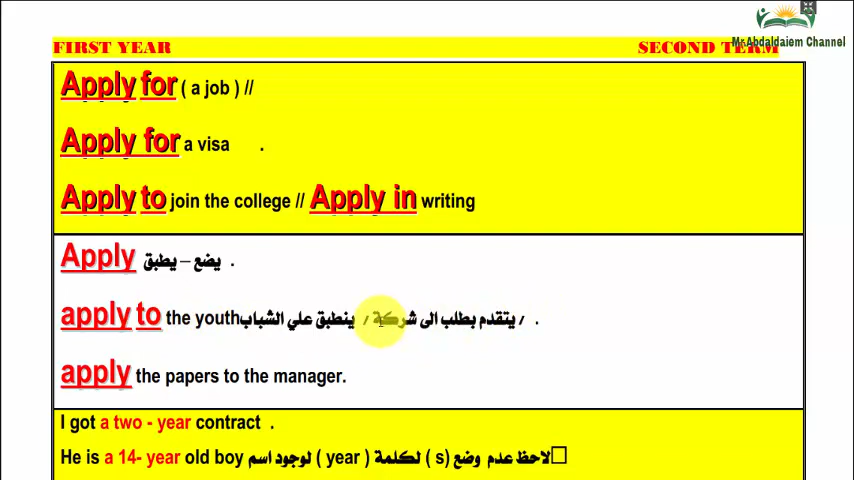 Mr.Abdaldaiem Channel
FIRST YEAR SECOND TERM
Apply for ( a job ) //
Apply for a visa .
Apply to join the college // Apply in writing
Apply يضع – يطبق .
apply to the youth ينطبق علي الشباب / يتقدم بطلب الى شركة / .
apply the papers to the manager.
I got a two - year contract .
He is a 14- year old boy لاحظ عدم وضع (s ) لكلمة ( year ) لوجود اسم